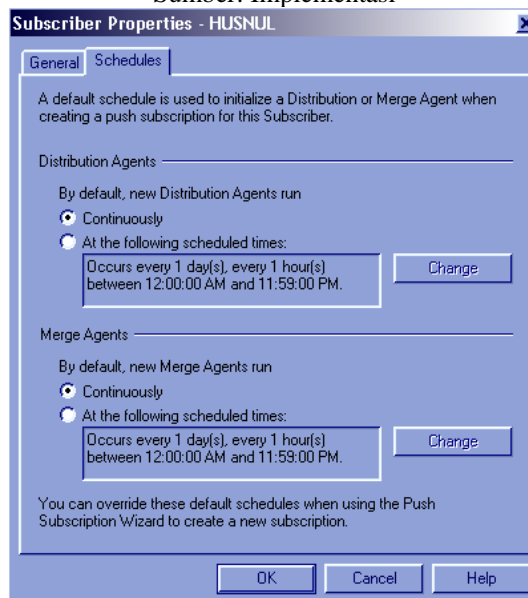 Sumber: Implementasi
Subscriber Properties - HUSNUL
General
Schedules
A default schedule is used to initialize a Distribution or Merge Agent when
creating a push subscription for this Subscriber.
Distribution Agents
By default, new Distribution Agents run
Continuously
At the following scheduled times:
Occurs every 1 day(s), every 1 hour(s)
between 12:00:00 AM and 11:59:00 PM.
Change
Merge Agents
By default, new Merge Agents run
Continuously
At the following scheduled times:
Occurs every 1 day(s), every 1 hour(s)
between 12:00:00 AM and 11:59:00 PM.
Change
You can override these default schedules when using the Push
Subscription Wizard to create a new subscription.
OK
Cancel
Help